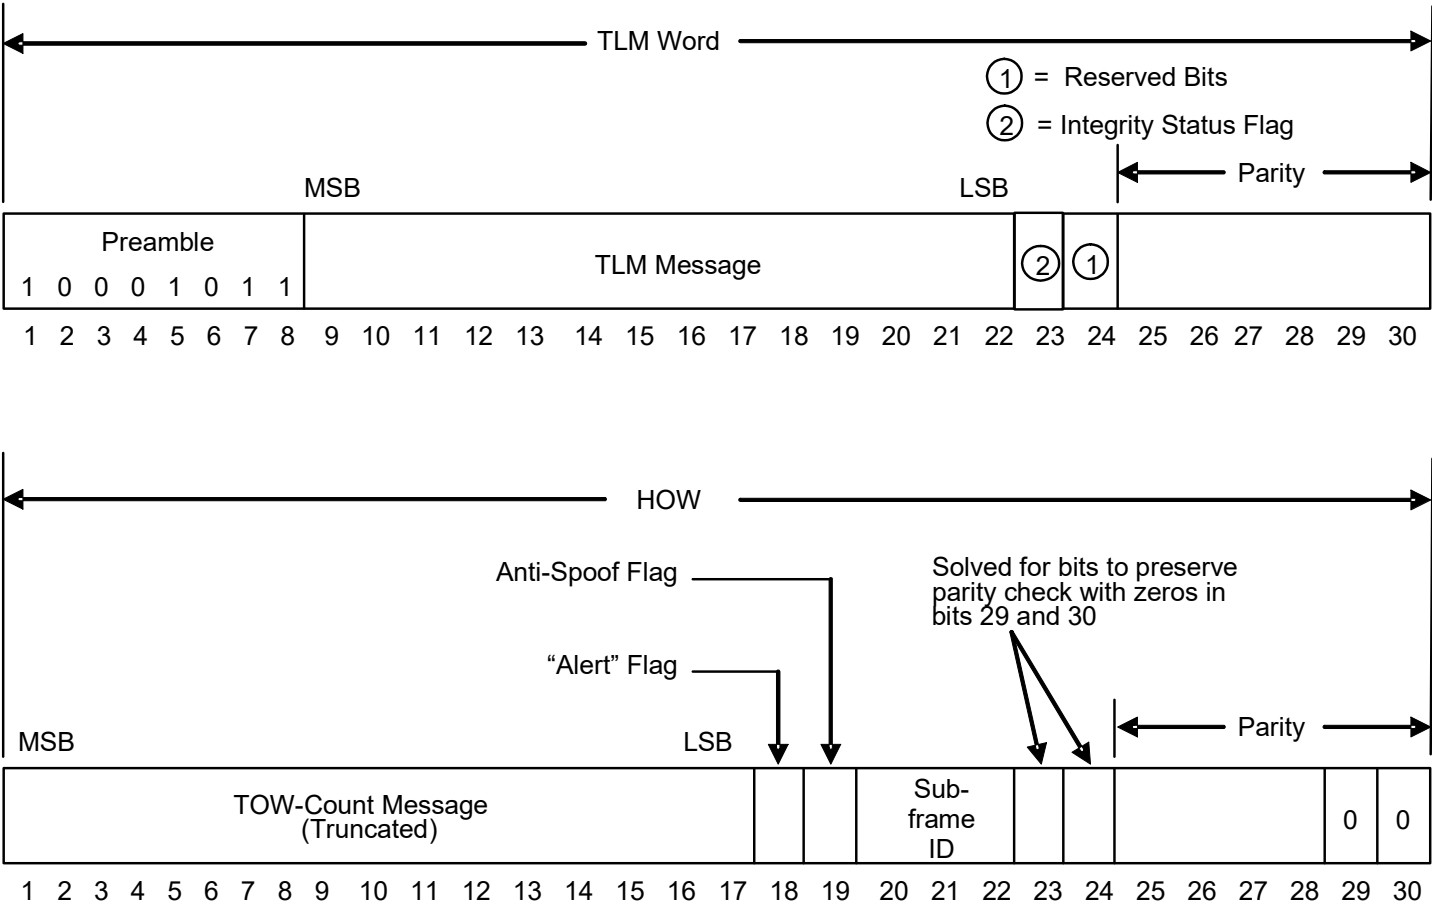 TLM Word
1 = Reserved Bits
2 = Integrity Status Flag
Parity
MSB
LSB
Preamble
1 0 0 0 1 0 1 1
TLM Message
2
1
1 2 3 4 5 6 7 8 9 10 11 12 13 14 15 16 17 18 19 20 21 22 23 24 25 26 27 28 29 30
HOW
Anti-Spoof Flag
Solved for bits to preserve
parity check with zeros in
bits 29 and 30
“Alert” Flag
Parity
MSB
LSB
TOW-Count Message
(Truncated)
Sub-
frame
ID
0 0
1 2 3 4 5 6 7 8 9 10 11 12 13 14 15 16 17 18 19 20 21 22 23 24 25 26 27 28 29 30